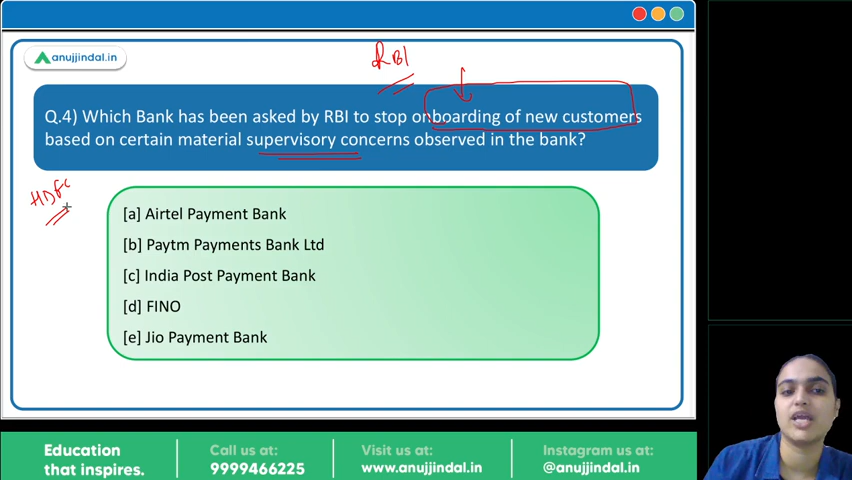 anujjindal.in
RBI
Q.4) Which Bank has been asked by RBI to stop onboarding of new customers
based on certain material supervisory concerns observed in the bank?
HDFC
[a] Airtel Payment Bank
[b] Paytm Payments Bank Ltd
[c] India Post Payment Bank
[d] FINO
[e] Jio Payment Bank
Education
that inspires.
Call us at:
9999466225
Visit us at:
www.anujjindal.in
Instagram us at:
@anujjindal.in